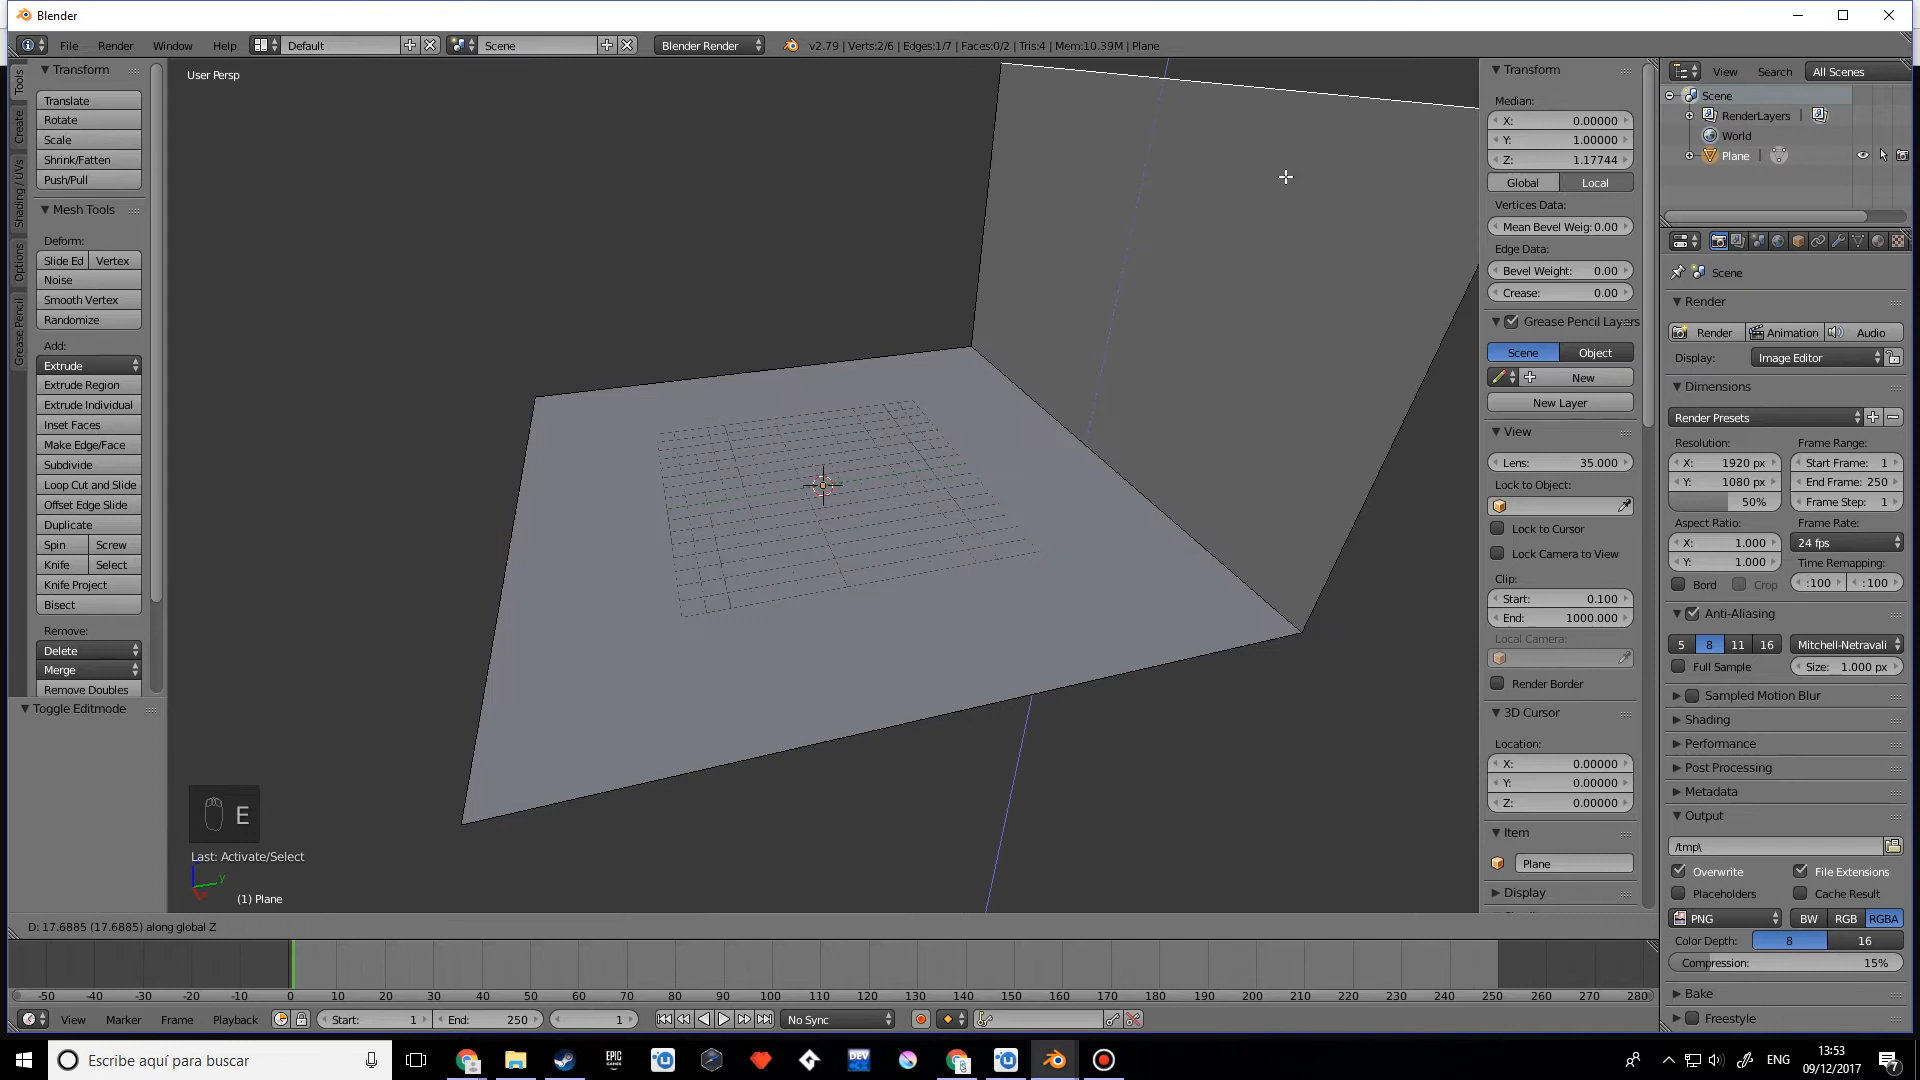 Blender
File Render Window Help Default Scene Blender Render v2.79 | Verts:2/6 | Edges:1/7 | Faces:0/2 | Tris:4 | Mem:10.39M | Plane
Tools
Create
Shading / UVs
Options
Grease Pencil
Transform
Translate
Rotate
Scale
Shrink/Fatten
Push/Pull
Mesh Tools
Deform:
Slide Ed Vertex
Noise
Smooth Vertex
Randomize
Add:
Extrude
Extrude Region
Extrude Individual
Inset Faces
Make Edge/Face
Subdivide
Loop Cut and Slide
Offset Edge Slide
Duplicate
Spin Screw
Knife Select
Knife Project
Bisect
Remove:
Delete
Merge
Remove Doubles
Toggle Editmode
User Persp
E
Last: Activate/Select
y
(1) Plane
D: 17.6885 (17.6885) along global Z
Transform
Median:
X: 0.00000
Y: 1.00000
Z: 1.17744
Global Local
Vertices Data:
Mean Bevel Weig: 0.00
Edge Data:
Bevel Weight: 0.00
Crease: 0.00
Grease Pencil Layers
Scene Object
New
New Layer
View
Lens: 35.000
Lock to Object:
Lock to Cursor
Lock Camera to View
Clip:
Start: 0.100
End: 1000.000
Local Camera:
Render Border
3D Cursor
Location:
X: 0.00000
Y: 0.00000
Z: 0.00000
Item
Plane
Display
View Search All Scenes
Scene
RenderLayers |
World
Plane |
Scene
Render
Render Animation Audio
Display: Image Editor
Dimensions
Render Presets
Resolution: Frame Range:
X: 1920 px Start Frame: 1
Y: 1080 px End Frame: 250
50% Frame Step: 1
Aspect Ratio: Frame Rate:
X: 1.000 24 fps
Y: 1.000 Time Remapping:
Bord Crop :100 :100
Anti-Aliasing
5 8 11 16 Mitchell-Netravali
Full Sample Size: 1.000 px
Sampled Motion Blur
Shading
Performance
Post Processing
Metadata
Output
/tmp\
Overwrite File Extensions
Placeholders Cache Result
PNG BW RGB RGBA
Color Depth: 8 16
Compression: 15%
Bake
Freestyle
-50 -40 -30 -20 -10 0 10 20 30 40 50 60 70 80 90 100 110 120 130 140 150 160 170 180 190 200 210 220 230 240 250 260 270 280
View Marker Frame Playback Start: 1 End: 250 1 No Sync
Escribe aquí para buscar
EPIC GAMES
DEV
ENG
13:53
09/12/2017
7